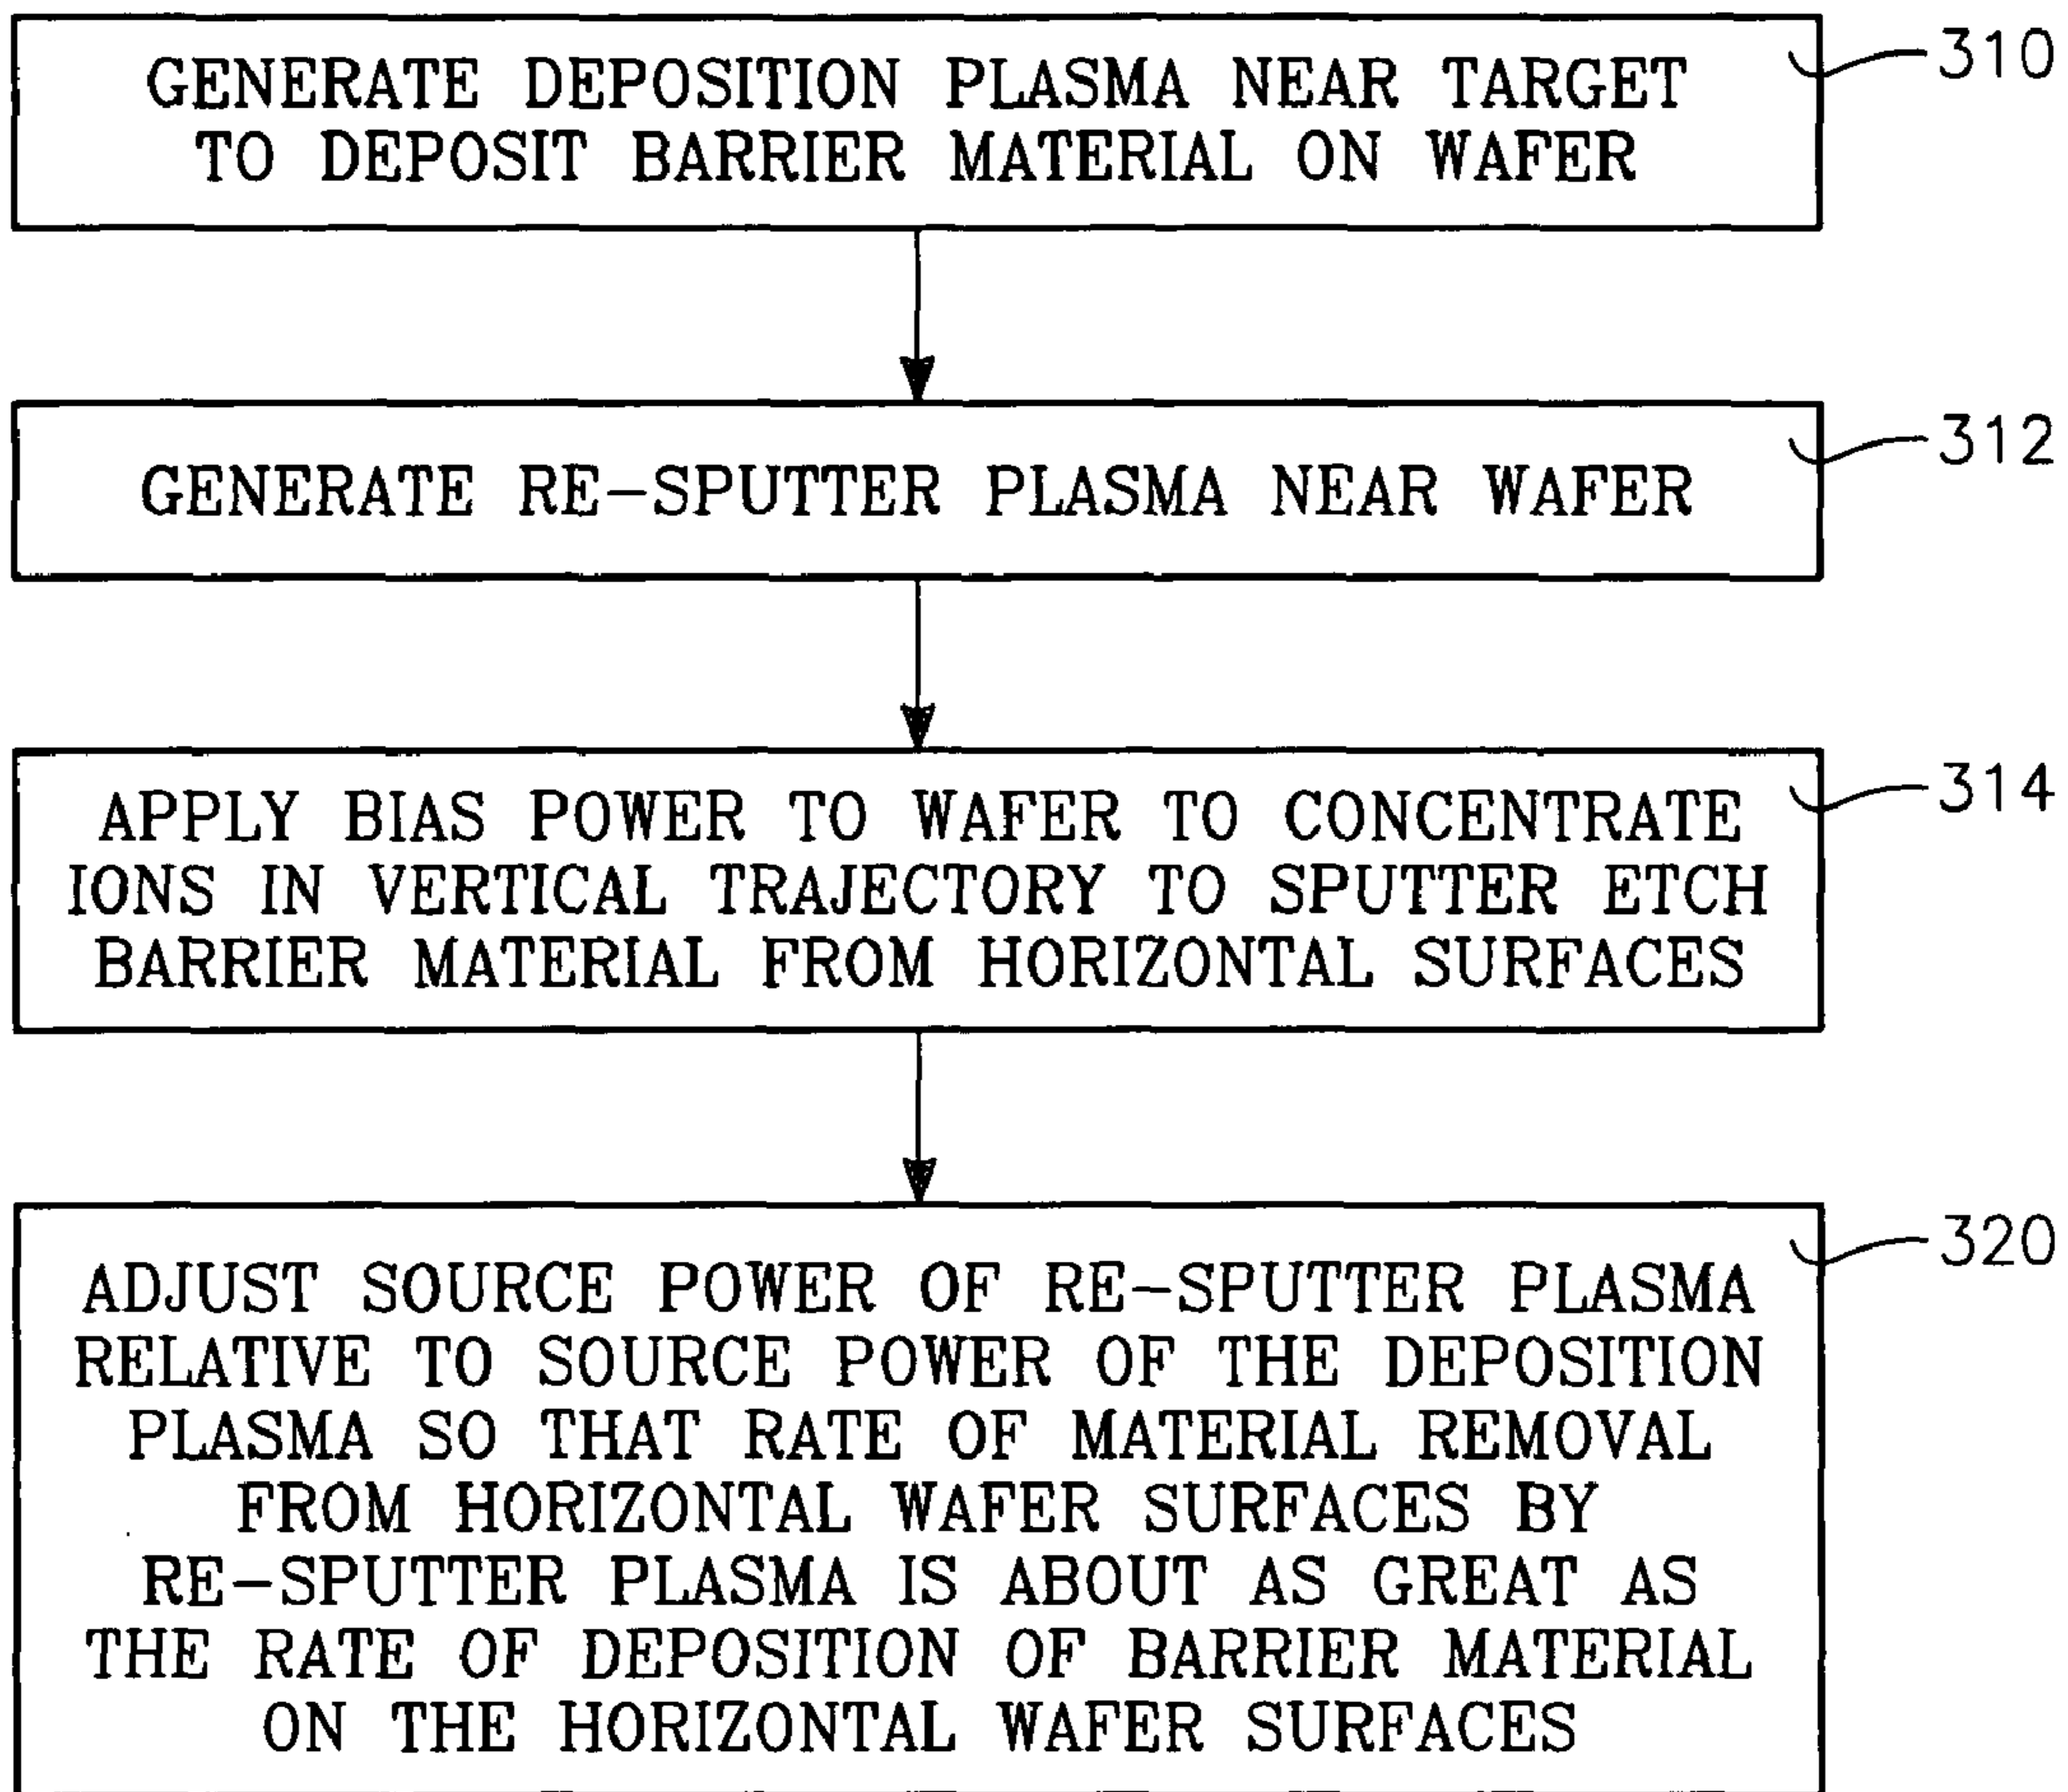 GENERATE DEPOSITION PLASMA NEAR TARGET
TO DEPOSIT BARRIER MATERIAL ON WAFER
310
GENERATE RE-SPUTTER PLASMA NEAR WAFER
312
APPLY BIAS POWER TO WAFER TO CONCENTRATE
IONS IN VERTICAL TRAJECTORY TO SPUTTER ETCH
BARRIER MATERIAL FROM HORIZONTAL SURFACES
314
ADJUST SOURCE POWER OF RE-SPUTTER PLASMA
RELATIVE TO SOURCE POWER OF THE DEPOSITION
PLASMA SO THAT RATE OF MATERIAL REMOVAL
FROM HORIZONTAL WAFER SURFACES BY
RE-SPUTTER PLASMA IS ABOUT AS GREAT AS
THE RATE OF DEPOSITION OF BARRIER MATERIAL
ON THE HORIZONTAL WAFER SURFACES
320